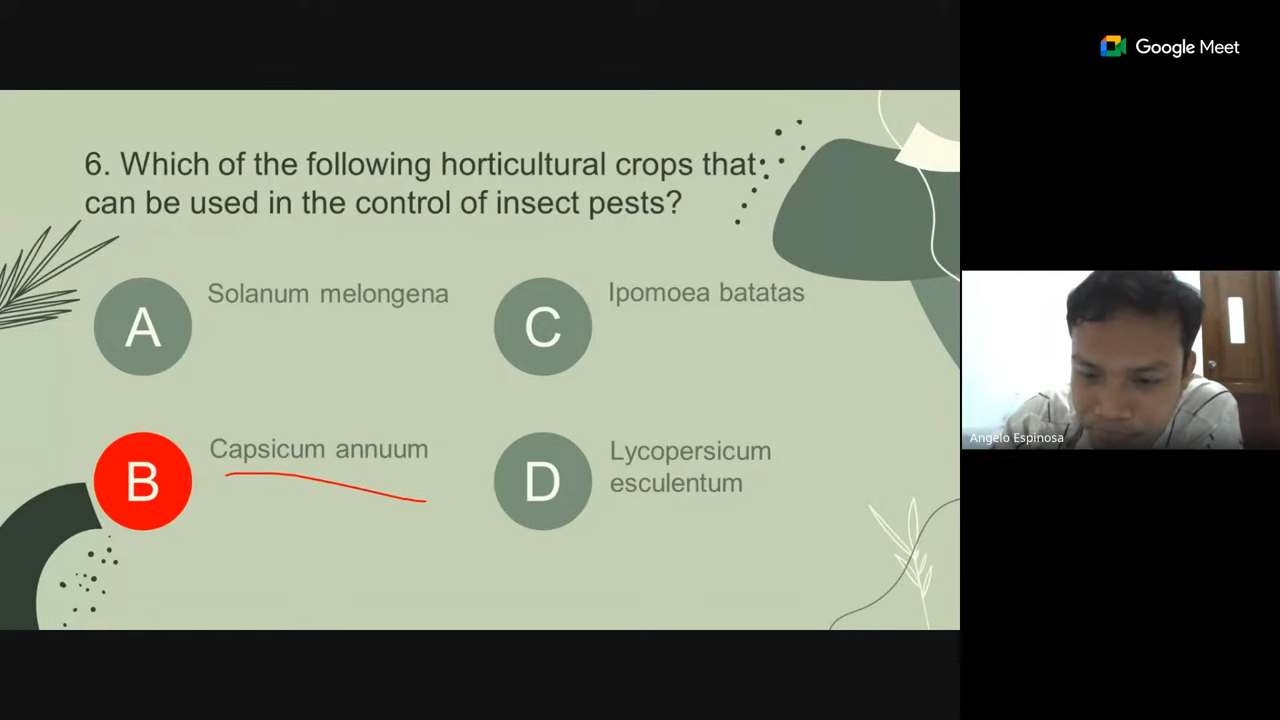 Google Meet
6. Which of the following horticultural crops that
can be used in the control of insect pests?
A
Solanum melongena
C
Ipomoea batatas
B
Capsicum annuum
D
Lycopersicum
esculentum
Angelo Espinosa